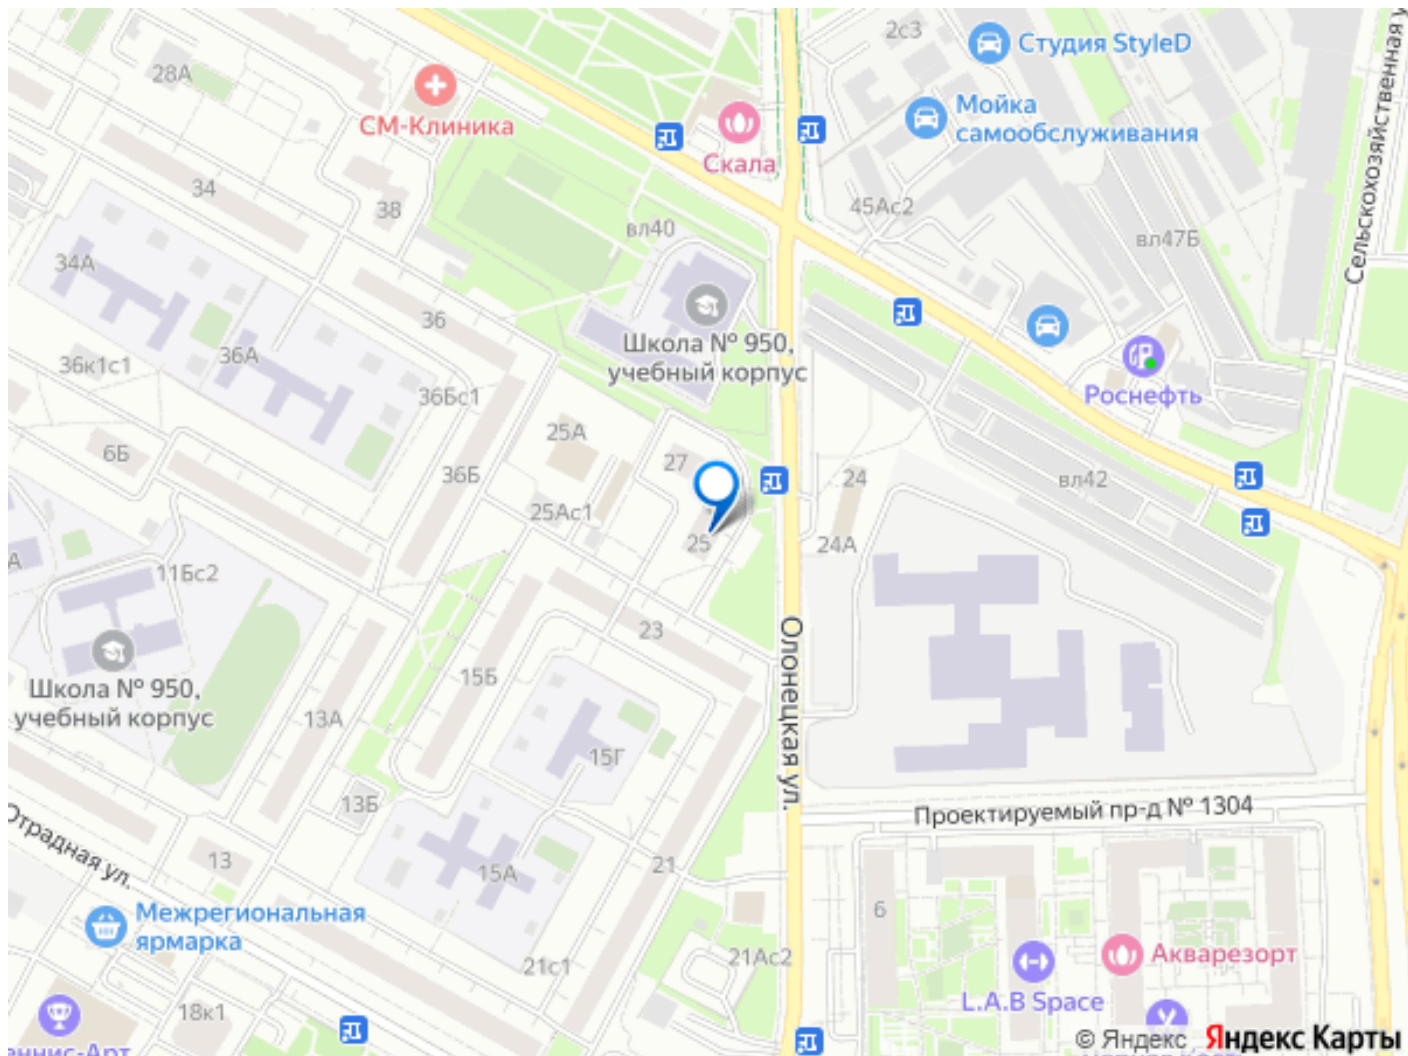 2с3
Студия StyleD
28А
СМ-Клиника
Мойка
самообслуживания
Скала
Сельскохозяйственная
34
38
45Ас2
вл40
вл47Б
34А
36
Школа № 950,
учебный корпус
36А
36к1с1
36Бс1
Роснефть
25А
6Б
27
36Б
24
вл42
25Ас1
25
24А
11Бс2
23
Олонецкая ул.
15Б
Школа № 950,
учебный корпус
13А
15Г
13Б
Проектируемый пр-д № 1304
Отрадная ул.
13
15А
21
6
Межрегиональная
ярмарка
21Ас2
21с1
Акварезорт
L.A.B Space
18к1
© Яндекс Яндекс Карты